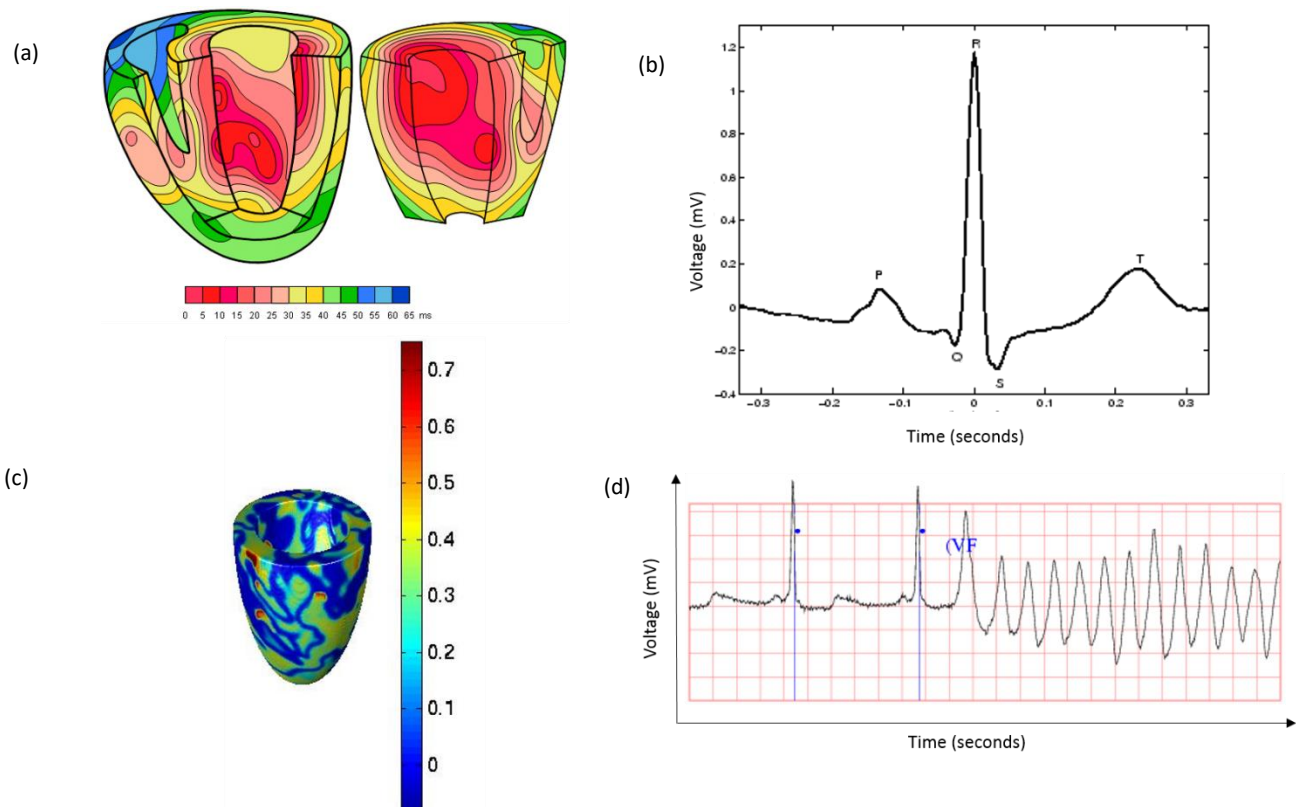 (a)
0 5 10 15 20 25 30 35 40 45 50 55 60 65 ms
(b)
Voltage (mV)
1.2
1
0.8
0.6
0.4
0.2
0
−0.2
−0.4
P
Q
R
S
T
−0.3 −0.2 −0.1 0 0.1 0.2 0.3
Time (seconds)
(c)
0.7
0.6
0.5
0.4
0.3
0.2
0.1
0
(d)
Voltage (mV)
(VF
Time (seconds)